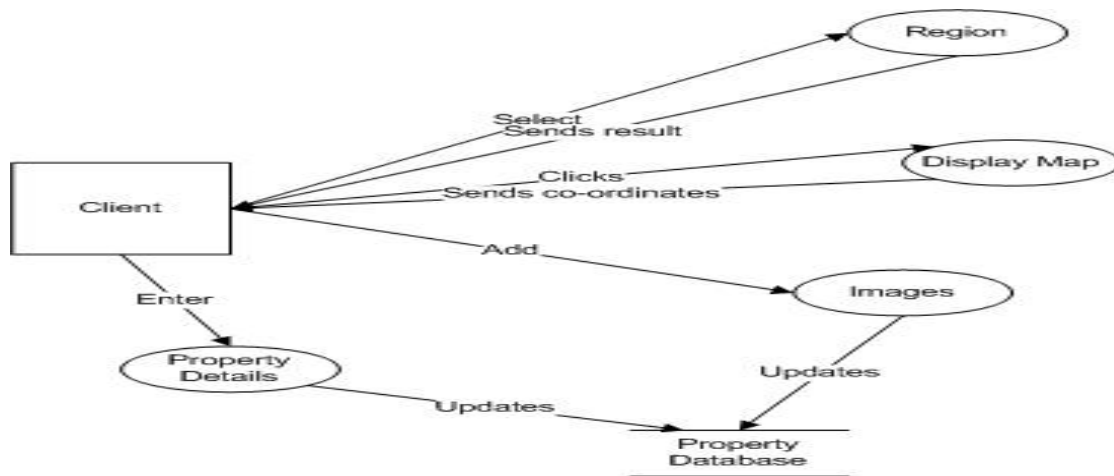 Region
Select
Sends result
Clicks
Display Map
Sends co-ordinates
Client
Add
Enter
Images
Property
Details
Updates
Updates
Property
Database